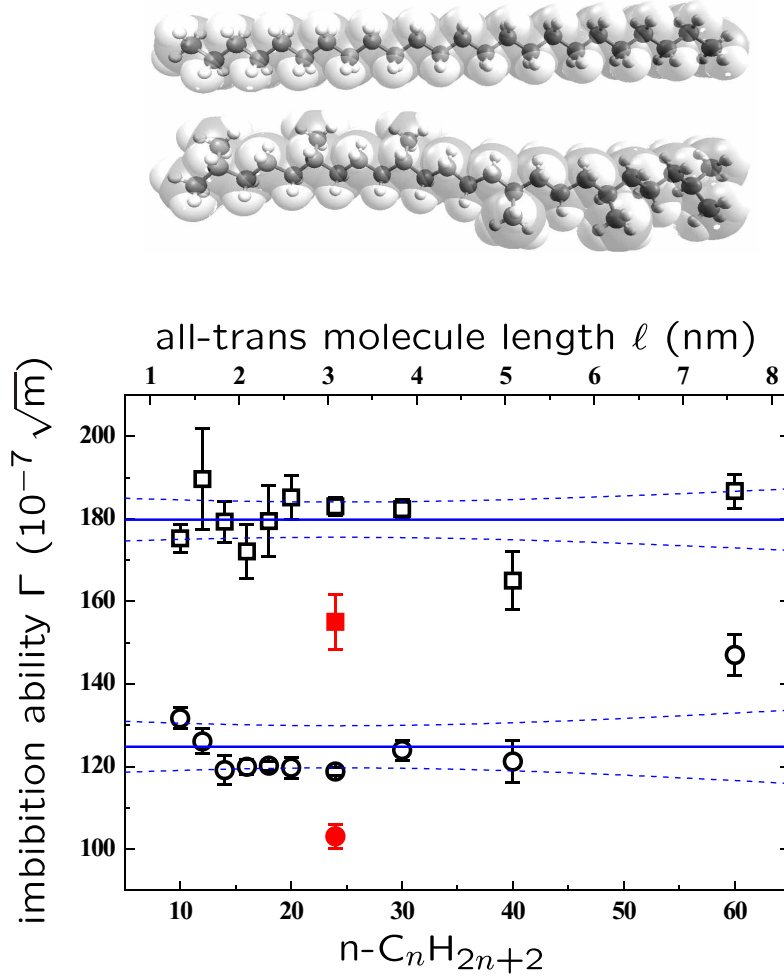 all-trans molecule length ℓ (nm)
1 2 3 4 5 6 7 8
imbibition ability Γ (10⁻⁷ √m)
200
180
160
140
120
100
10 20 30 40 50 60
n-CₙH₂ₙ₊₂